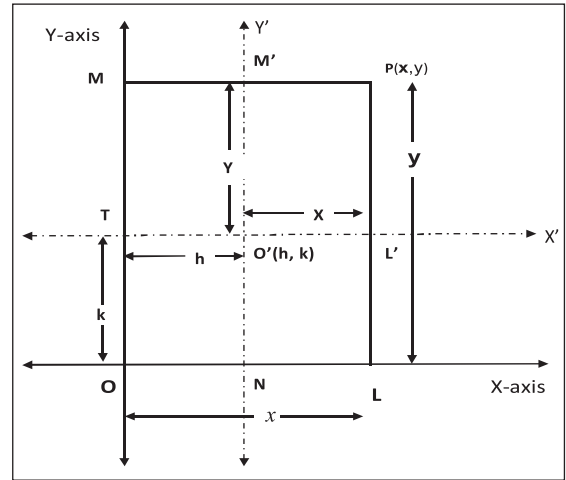 Y-axis
Y’
M’
M
P(x,y)
Y
y
T
X
X’
h
O’(h, k)
L’
k
O
N
L
X-axis
x